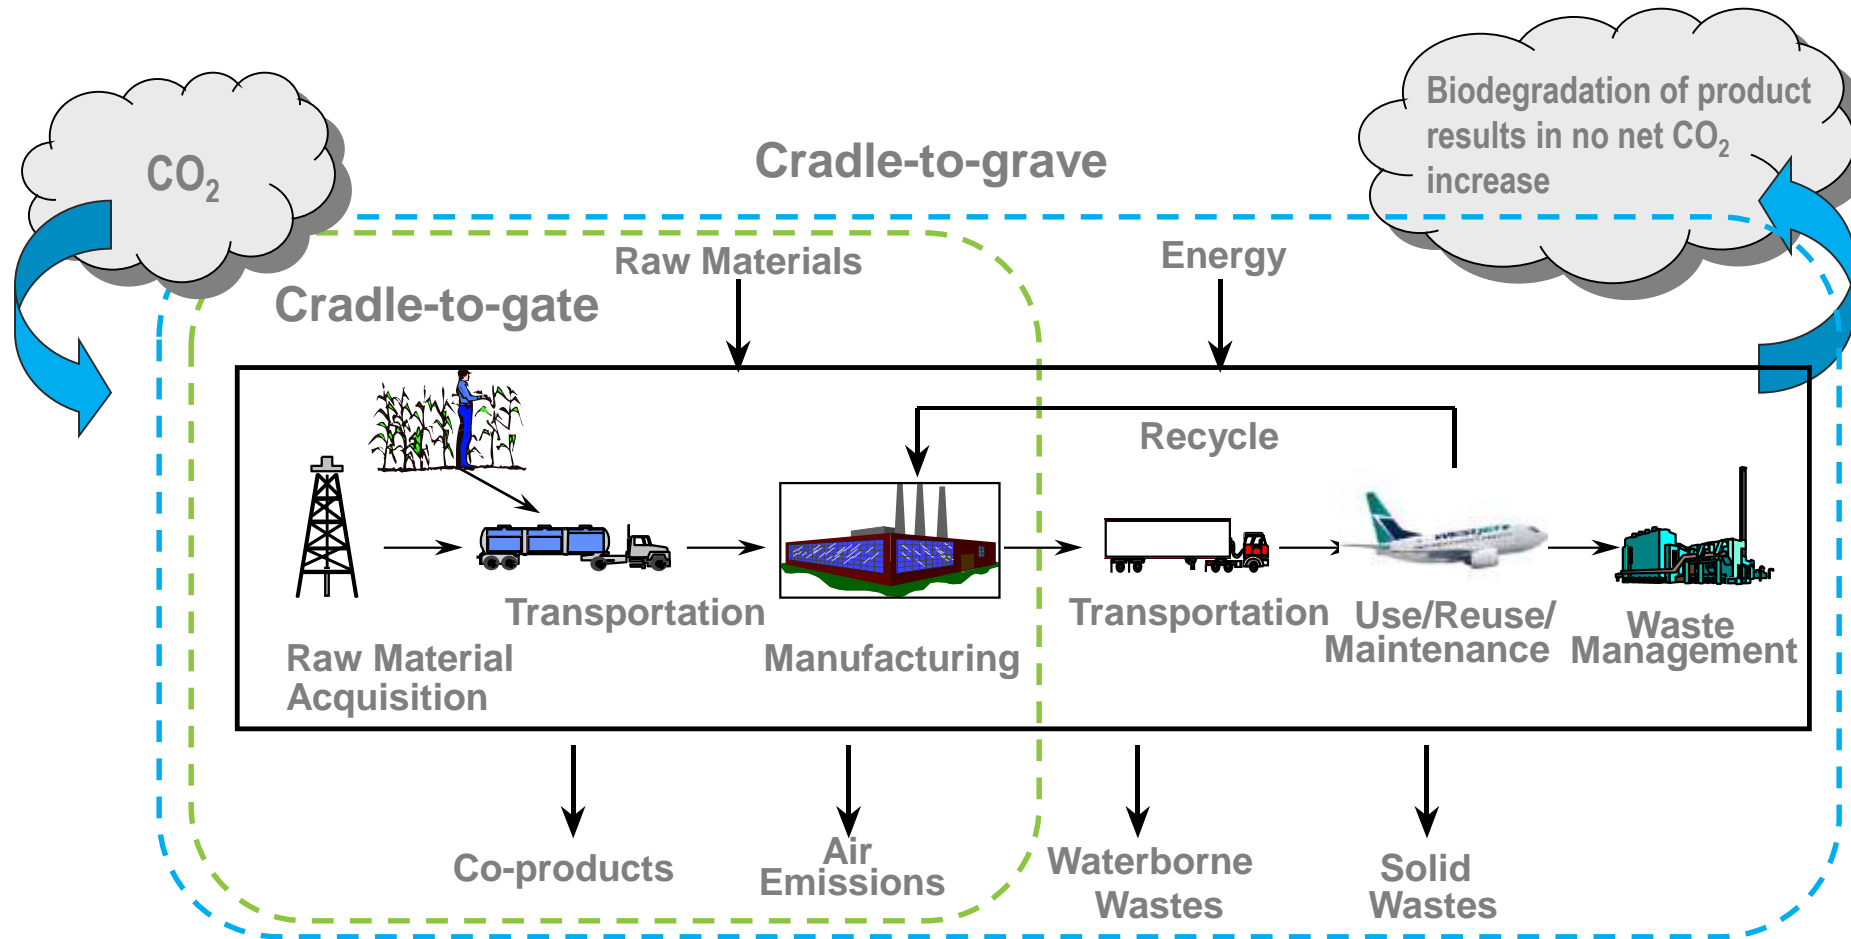 CO₂
Biodegradation of product
results in no net CO₂
increase
Cradle-to-grave
Raw Materials
Energy
Cradle-to-gate
Recycle
Transportation
Raw Material
Acquisition
Manufacturing
Transportation
Use/Reuse/
Maintenance
Waste
Management
Co-products
Air
Emissions
Waterborne
Wastes
Solid
Wastes